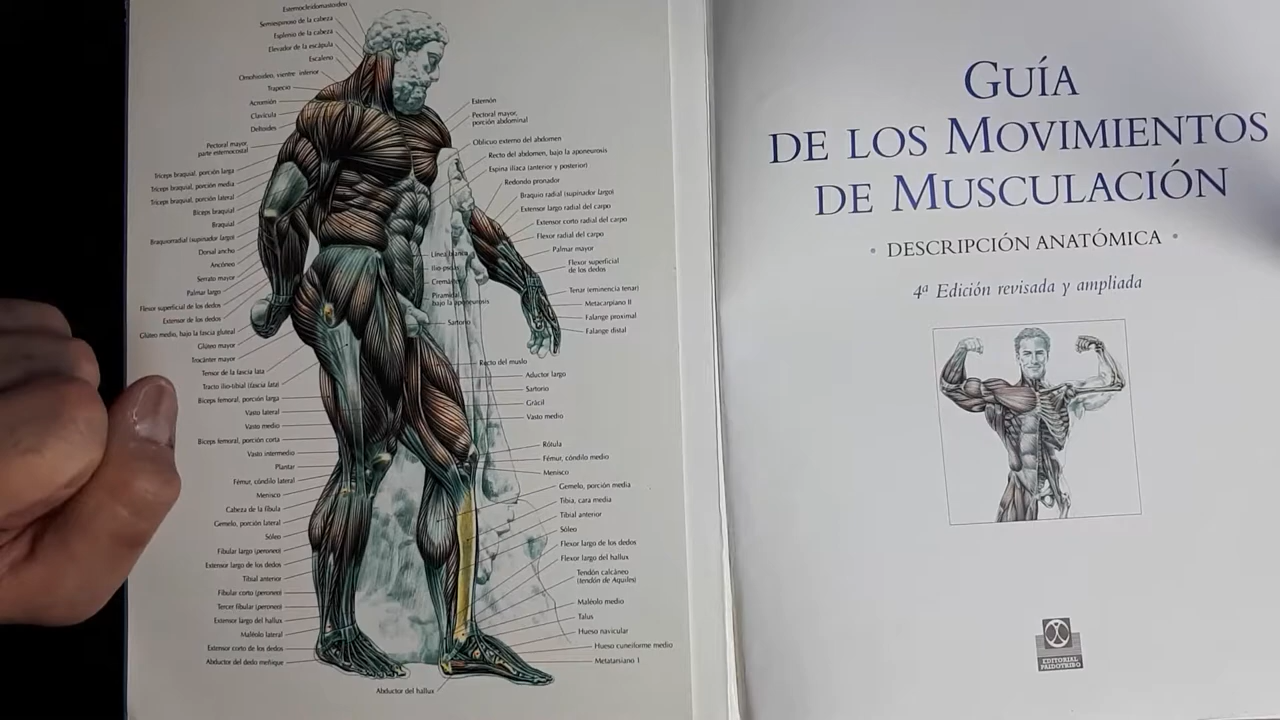 Esternocleidomastoideo
Semiespinoso de la cabeza
Esplenio de la cabeza
Elevador de la escápula
Escaleno
Omohioideo, vientre inferior
Trapecio
Acromión
Clavícula
Deltoides
Pectoral mayor,
parte esternocostal
Tríceps braquial, porción larga
Tríceps braquial, porción media
Tríceps braquial, porción lateral
Bíceps braquial
Braquial
Braquiorradial (supinador largo)
Dorsal ancho
Ancóneo
Serrato mayor
Palmar largo
Flexor superficial de los dedos
Extensor de los dedos
Glúteo medio, bajo la fascia gluteal
Glúteo mayor
Trocánter mayor
Tensor de la fascia lata
Tracto ilio-tibial (fascia lata)
Bíceps femoral, porción larga
Vasto lateral
Vasto medio
Bíceps femoral, porción corta
Vasto intermedio
Plantar
Fémur, cóndilo lateral
Menisco
Cabeza de la fíbula
Gemelo, porción lateral
Sóleo
Fibular largo (peroneo)
Extensor largo de los dedos
Tibial anterior
Fibular corto (peroneo)
Tercer fibular (peroneo)
Extensor largo del hallux
Maléolo lateral
Extensor corto de los dedos
Abductor del dedo meñique
Abductor del hallux
Esternón
Pectoral mayor,
porción abdominal
Oblicuo externo del abdomen
Recto del abdomen, bajo la aponeurosis
Espina ilíaca (anterior y posterior)
Redondo pronador
Braquio radial (supinador largo)
Extensor largo radial del carpo
Extensor corto radial del carpo
Flexor radial del carpo
Palmar mayor
Flexor superficial
de los dedos
Tenar (eminencia tenar)
Metacarpiano II
Falange proximal
Falange distal
Línea blanca
Ilio-psoas
Cremáster
Piramidal,
bajo la aponeurosis
Sartorio
Recto del muslo
Aductor largo
Sartorio
Grácil
Vasto medio
Rótula
Fémur, cóndilo medio
Menisco
Gemelo, porción media
Tibia, cara media
Tibial anterior
Sóleo
Flexor largo de los dedos
Flexor largo del hallux
Tendón calcáneo
(tendón de Aquiles)
Maléolo medio
Talus
Hueso navicular
Hueso cuneiforme medio
Metatarsiano 1
GUÍA
DE LOS MOVIMIENTOS
DE MUSCULACIÓN
• DESCRIPCIÓN ANATÓMICA •
4ª Edición revisada y ampliada
EDITORIAL
PAIDOTRIBO